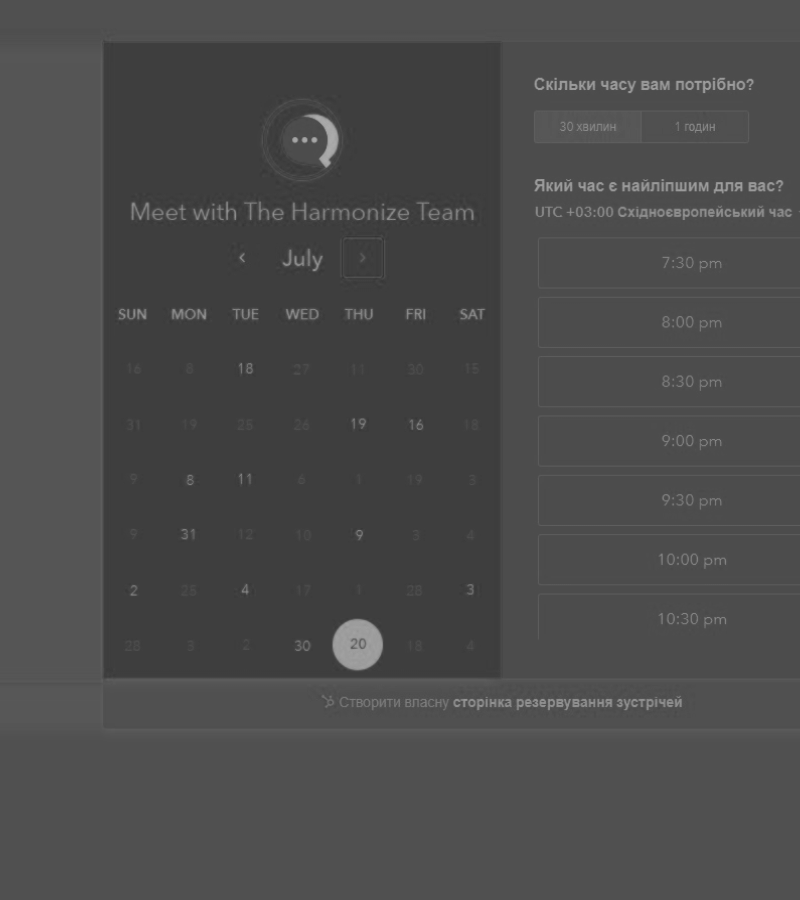 Meet with The Harmonize Team
July
SUN MON TUE WED THU FRI SAT
16 8 18 27 11 30 15
31 19 25 26 19 16 18
9 8 11 6 1 19 3
9 31 12 10 9 3 4
2 25 4 17 1 28 3
28 3 2 30 20 18 4
Скільки часу вам потрібно?
30 хвилин 1 годин
Який час є найліпшим для вас?
UTC +03:00 Східноєвропейський час
7:30 pm
8:00 pm
8:30 pm
9:00 pm
9:30 pm
10:00 pm
10:30 pm
Створити власну сторінка резервування зустрічей